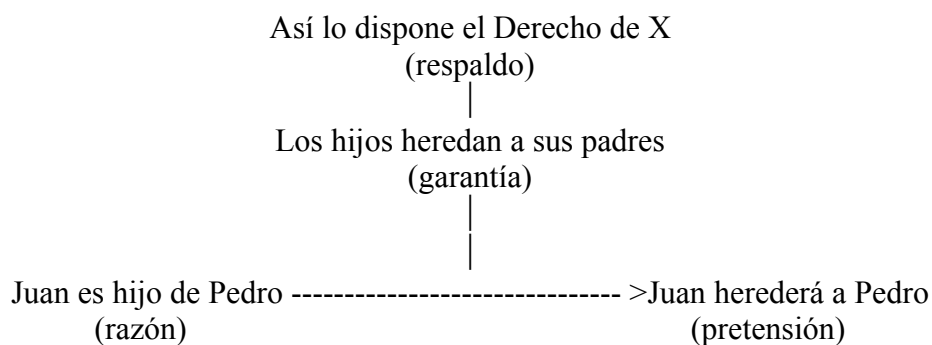 Así lo dispone el Derecho de X
(respaldo)
|
Los hijos heredan a sus padres
(garantía)
|
|
Juan es hijo de Pedro ------------------------------- >Juan herederá a Pedro
(razón) (pretensión)